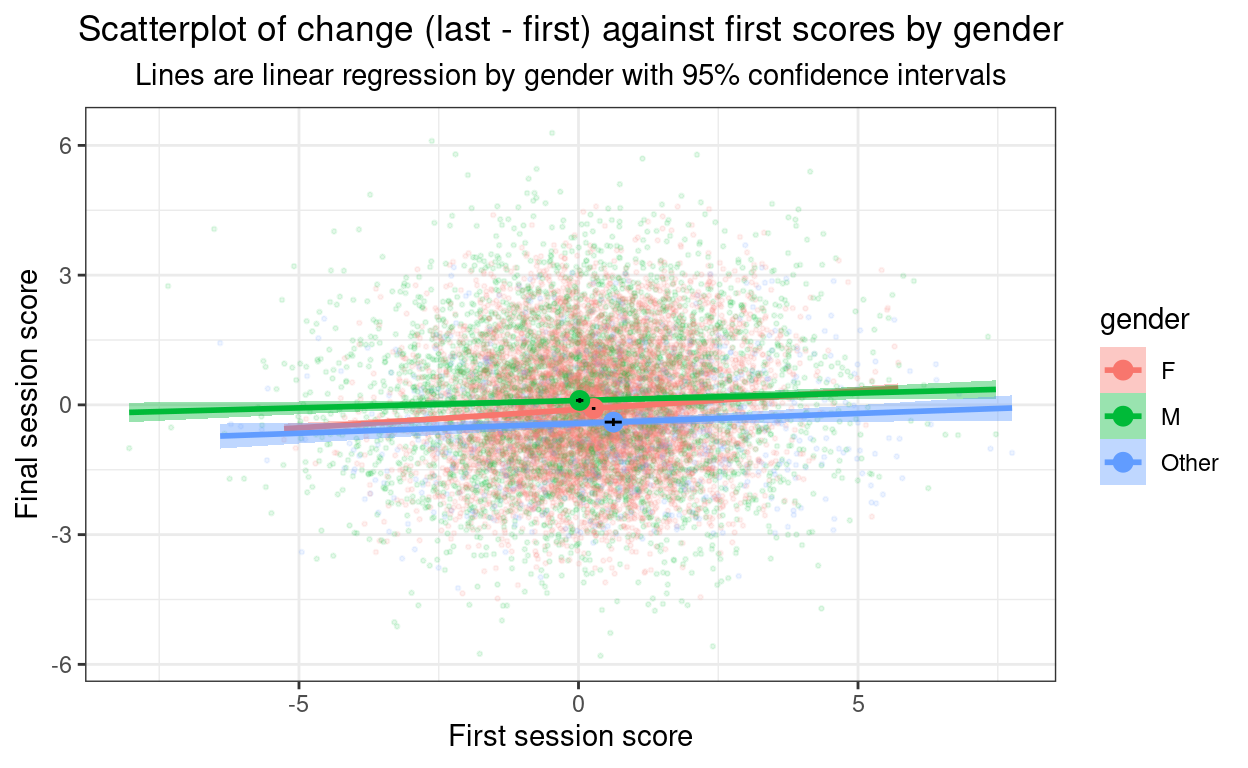 Scatterplot of change (last - first) against first scores by gender
Lines are linear regression by gender with 95% confidence intervals
Final session score
6
3
0
-3
-6
-5
0
5
First session score
gender
F
M
Other